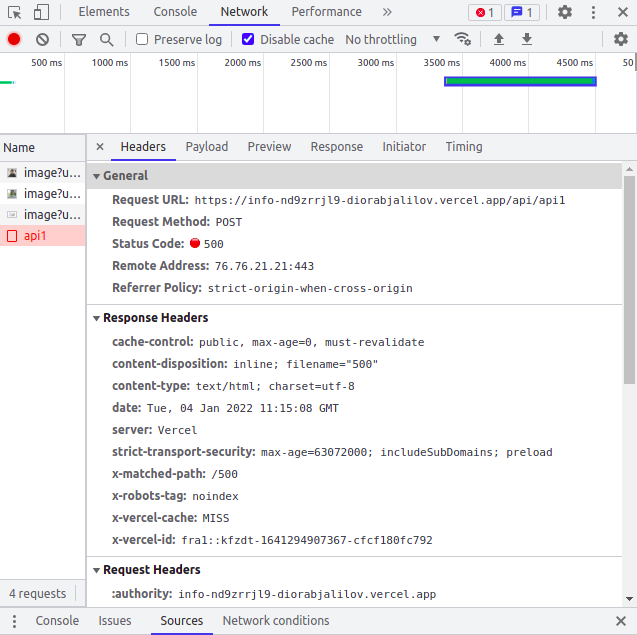 Elements Console Network Performance » 1 1
Preserve log Disable cache No throttling
500 ms 1000 ms 1500 ms 2000 ms 2500 ms 3000 ms 3500 ms 4000 ms 4500 ms 50
Name × Headers Payload Preview Response Initiator Timing
image?u...
image?u...
image?u...
api1
General
Request URL: https://info-nd9zrrjl9-diorabjalilov.vercel.app/api/api1
Request Method: POST
Status Code: 500
Remote Address: 76.76.21.21:443
Referrer Policy: strict-origin-when-cross-origin
Response Headers
cache-control: public, max-age=0, must-revalidate
content-disposition: inline; filename="500"
content-type: text/html; charset=utf-8
date: Tue, 04 Jan 2022 11:15:08 GMT
server: Vercel
strict-transport-security: max-age=63072000; includeSubDomains; preload
x-matched-path: /500
x-robots-tag: noindex
x-vercel-cache: MISS
x-vercel-id: fra1::kfzdt-1641294907367-cfcf180fc792
Request Headers
:authority: info-nd9zrrjl9-diorabjalilov.vercel.app
4 requests
Console Issues Sources Network conditions